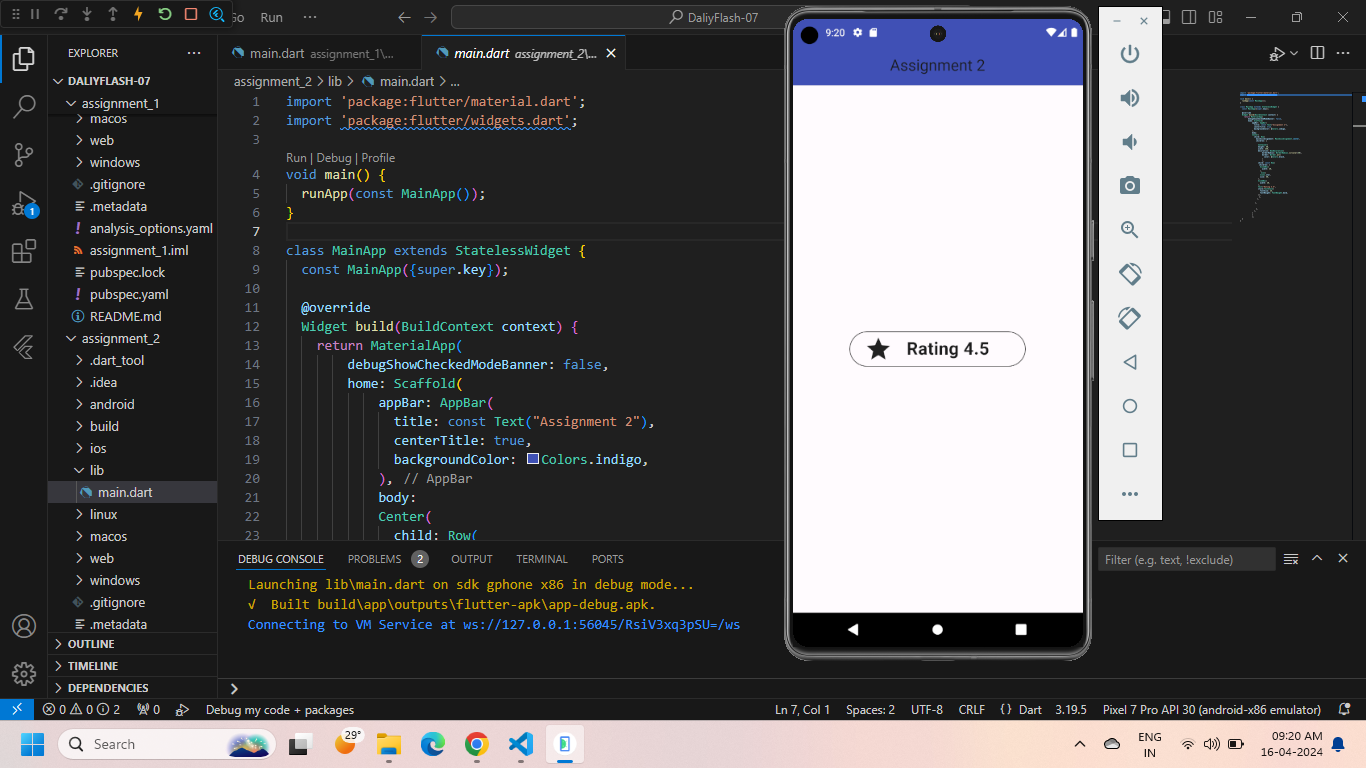 Go Run ···
DaliyFlash-07
EXPLORER ···
DALIYFLASH-07
assignment_1
macos
web
windows
.gitignore
.metadata
analysis_options.yaml
assignment_1.iml
pubspec.lock
pubspec.yaml
README.md
assignment_2
.dart_tool
.idea
android
build
ios
lib
main.dart
linux
macos
web
windows
.gitignore
.metadata
OUTLINE
TIMELINE
DEPENDENCIES
1
main.dart assignment_1\...
main.dart assignment_2\...
assignment_2 > lib > main.dart > ...
1 import 'package:flutter/material.dart';
2 import 'package:flutter/widgets.dart';
3
Run | Debug | Profile
4 void main() {
5 runApp(const MainApp());
6 }
7
8 class MainApp extends StatelessWidget {
9 const MainApp({super.key});
10
11 @override
12 Widget build(BuildContext context) {
13 return MaterialApp(
14 debugShowCheckedModeBanner: false,
15 home: Scaffold(
16 appBar: AppBar(
17 title: const Text("Assignment 2"),
18 centerTitle: true,
19 backgroundColor: Colors.indigo,
20 ), // AppBar
21 body:
22 Center(
23 child: Row(
DEBUG CONSOLE PROBLEMS 2 OUTPUT TERMINAL PORTS
Filter (e.g. text, !exclude)
Launching lib\main.dart on sdk gphone x86 in debug mode...
√ Built build\app\outputs\flutter-apk\app-debug.apk.
Connecting to VM Service at ws://127.0.0.1:56045/RsiV3xq3pSU=/ws
9:20
Assignment 2
Rating 4.5
0 0 2 0 Debug my code + packages
Ln 7, Col 1 Spaces: 2 UTF-8 CRLF {} Dart 3.19.5 Pixel 7 Pro API 30 (android-x86 emulator)
Search
29°
ENG
IN
09:20 AM
16-04-2024